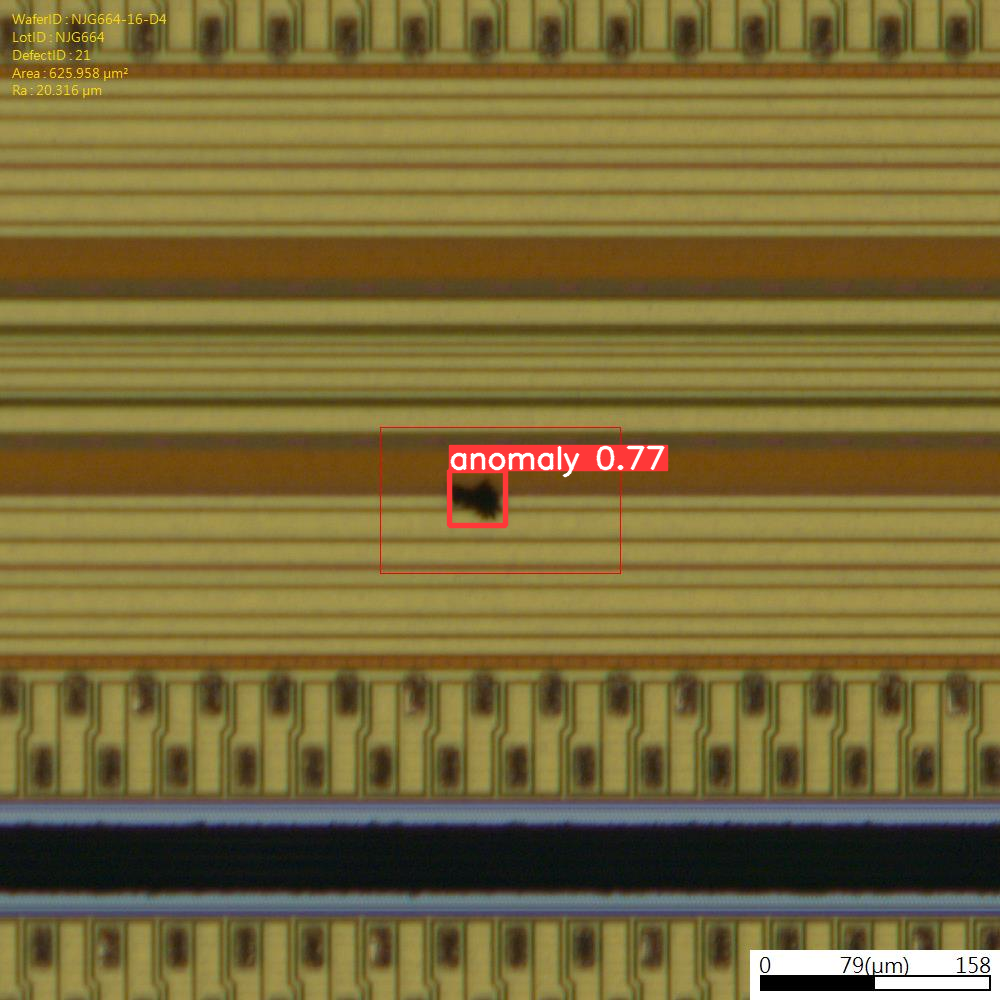 WaferID : NJG664-16-D4
LotID : NJG664
DefectID : 21
Area : 625.958 µm²
Ra : 20.316 µm
anomaly 0.77
0 79(µm) 158